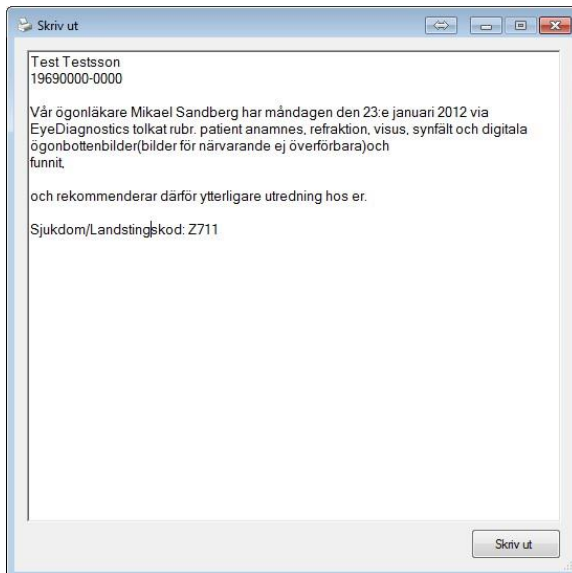 Skriv ut
Test Testsson
19690000-0000
Vår ögonläkare Mikael Sandberg har måndagen den 23:e januari 2012 via
EyeDiagnostics tolkat rubr. patient anamnes, refraktion, visus, synfält och digitala
ögonbottenbilder(bilder för närvarande ej överförbara)och
funnit,
och rekommenderar därför ytterligare utredning hos er.
Sjukdom/Landstingskod: Z711
Skriv ut